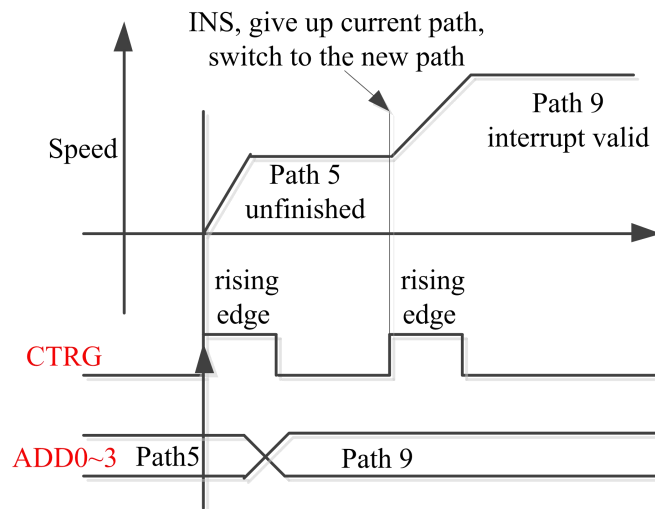 INS, give up current path,
switch to the new path
Speed
Path 9
interrupt valid
Path 5
unfinished
rising
edge
rising
edge
CTRG
ADD0~3
Path5
Path 9